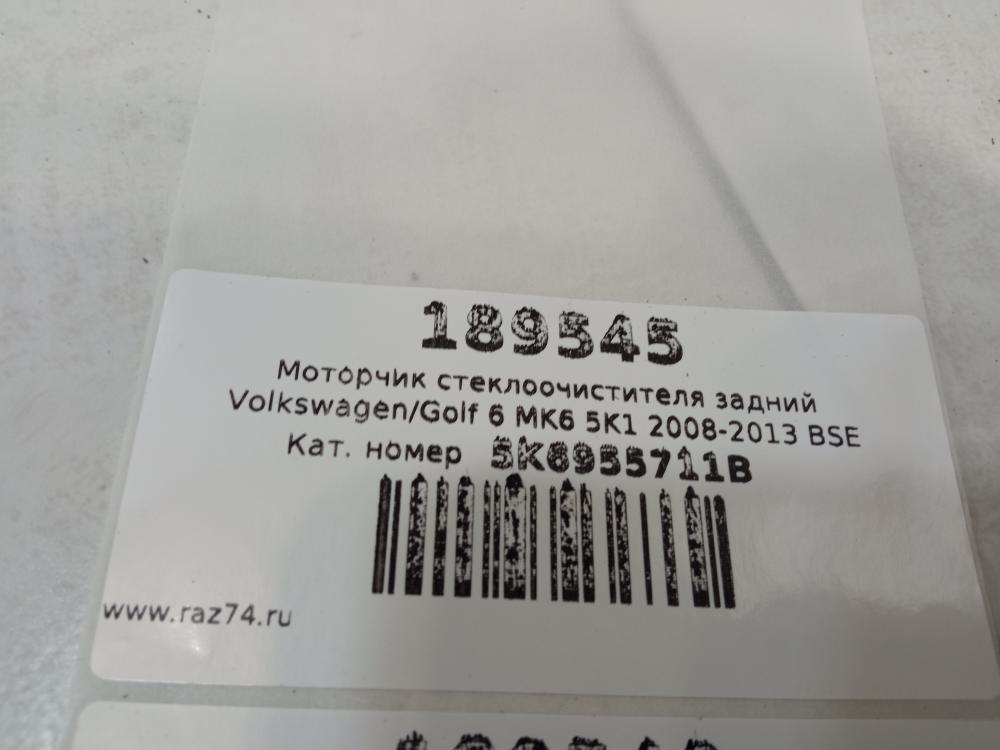 189545
Моторчик стеклоочистителя задний
Volkswagen/Golf 6 MK6 5K1 2008-2013 BSE
Кат. номер 5K6955711B
www.raz74.ru